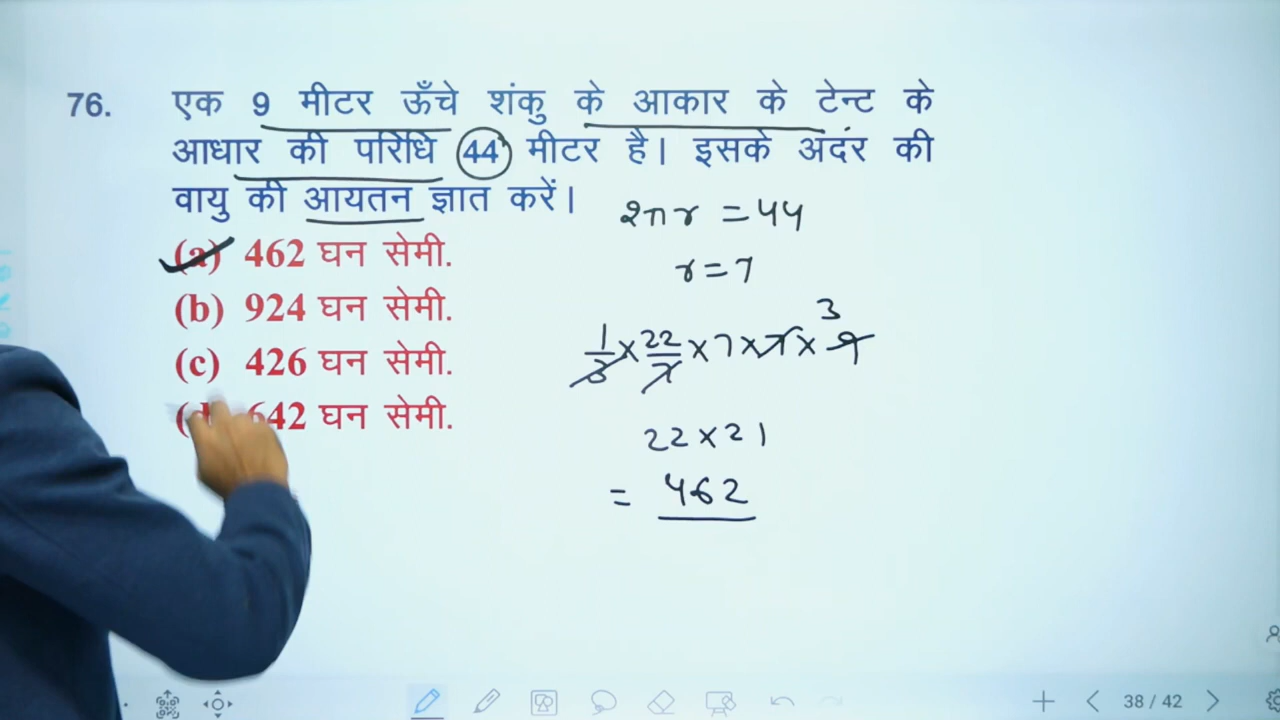 76. एक 9 मीटर ऊँचे शंकु के आकार के टेन्ट के
आधार की परिधि 44 मीटर है। इसके अंदर की
वायु की आयतन ज्ञात करें।
(a) 462 घन सेमी.
(b) 924 घन सेमी.
(c) 426 घन सेमी.
642 घन सेमी.
2πr = 44
r = 7
3
1/3 × 22/7 × 7 × 7 × 9
22 × 21
= 462
38 / 42